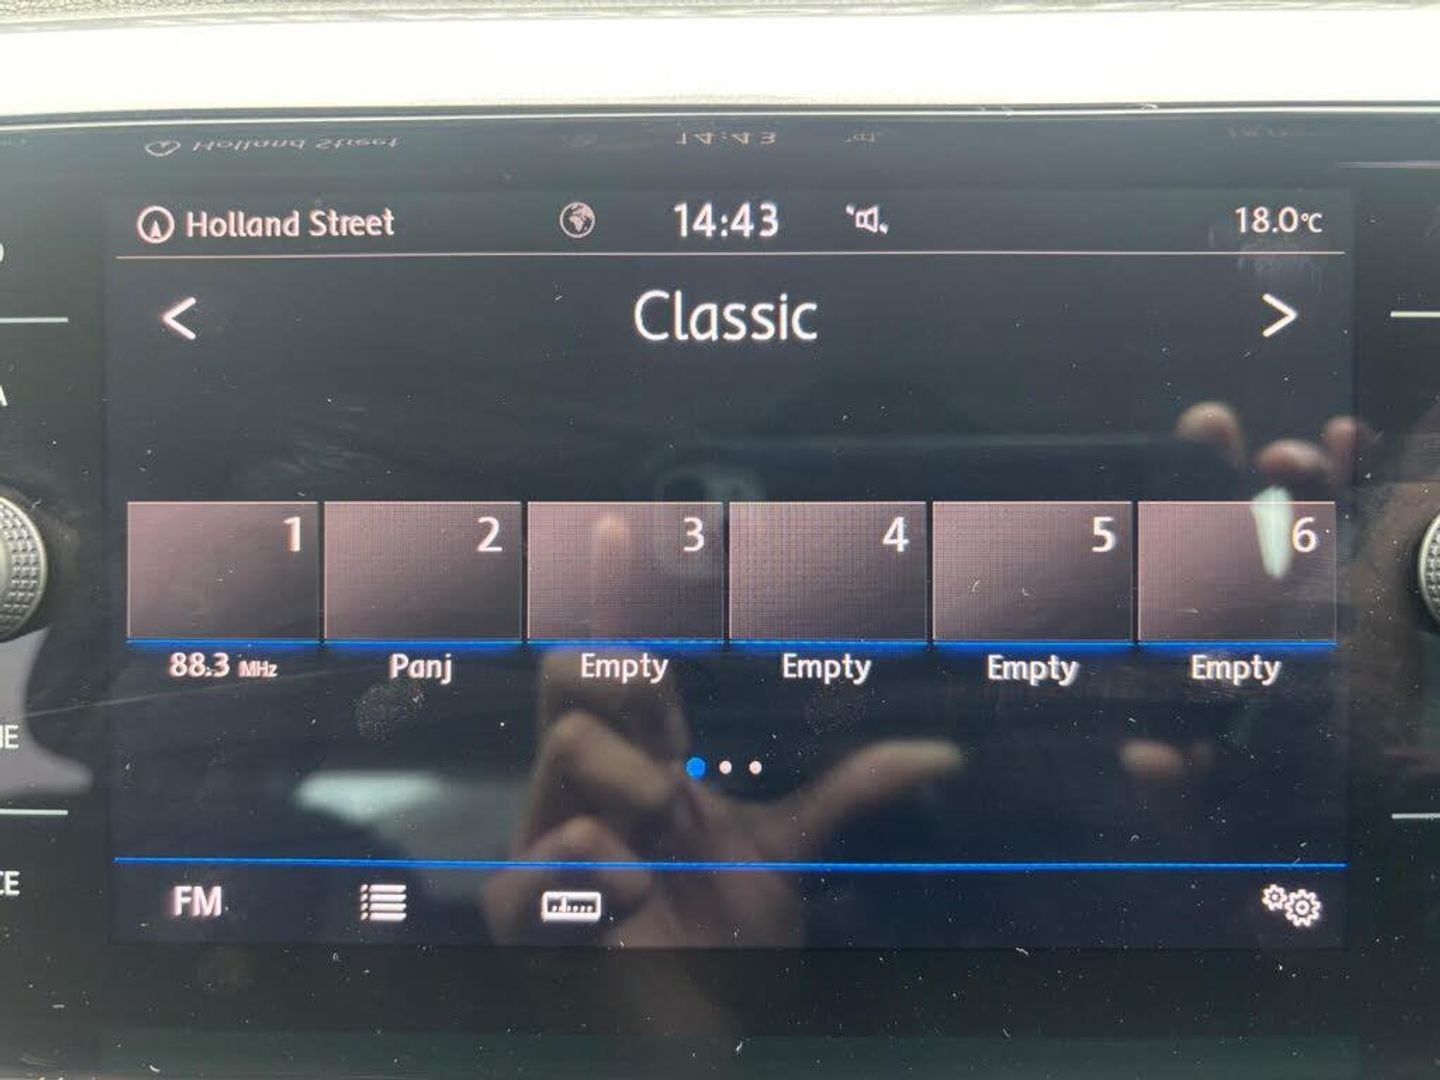 Holland Street 14:43 18.0°C
Classic
1 2 3 4 5 6
88.3 MHz Panj Empty Empty Empty Empty
FM